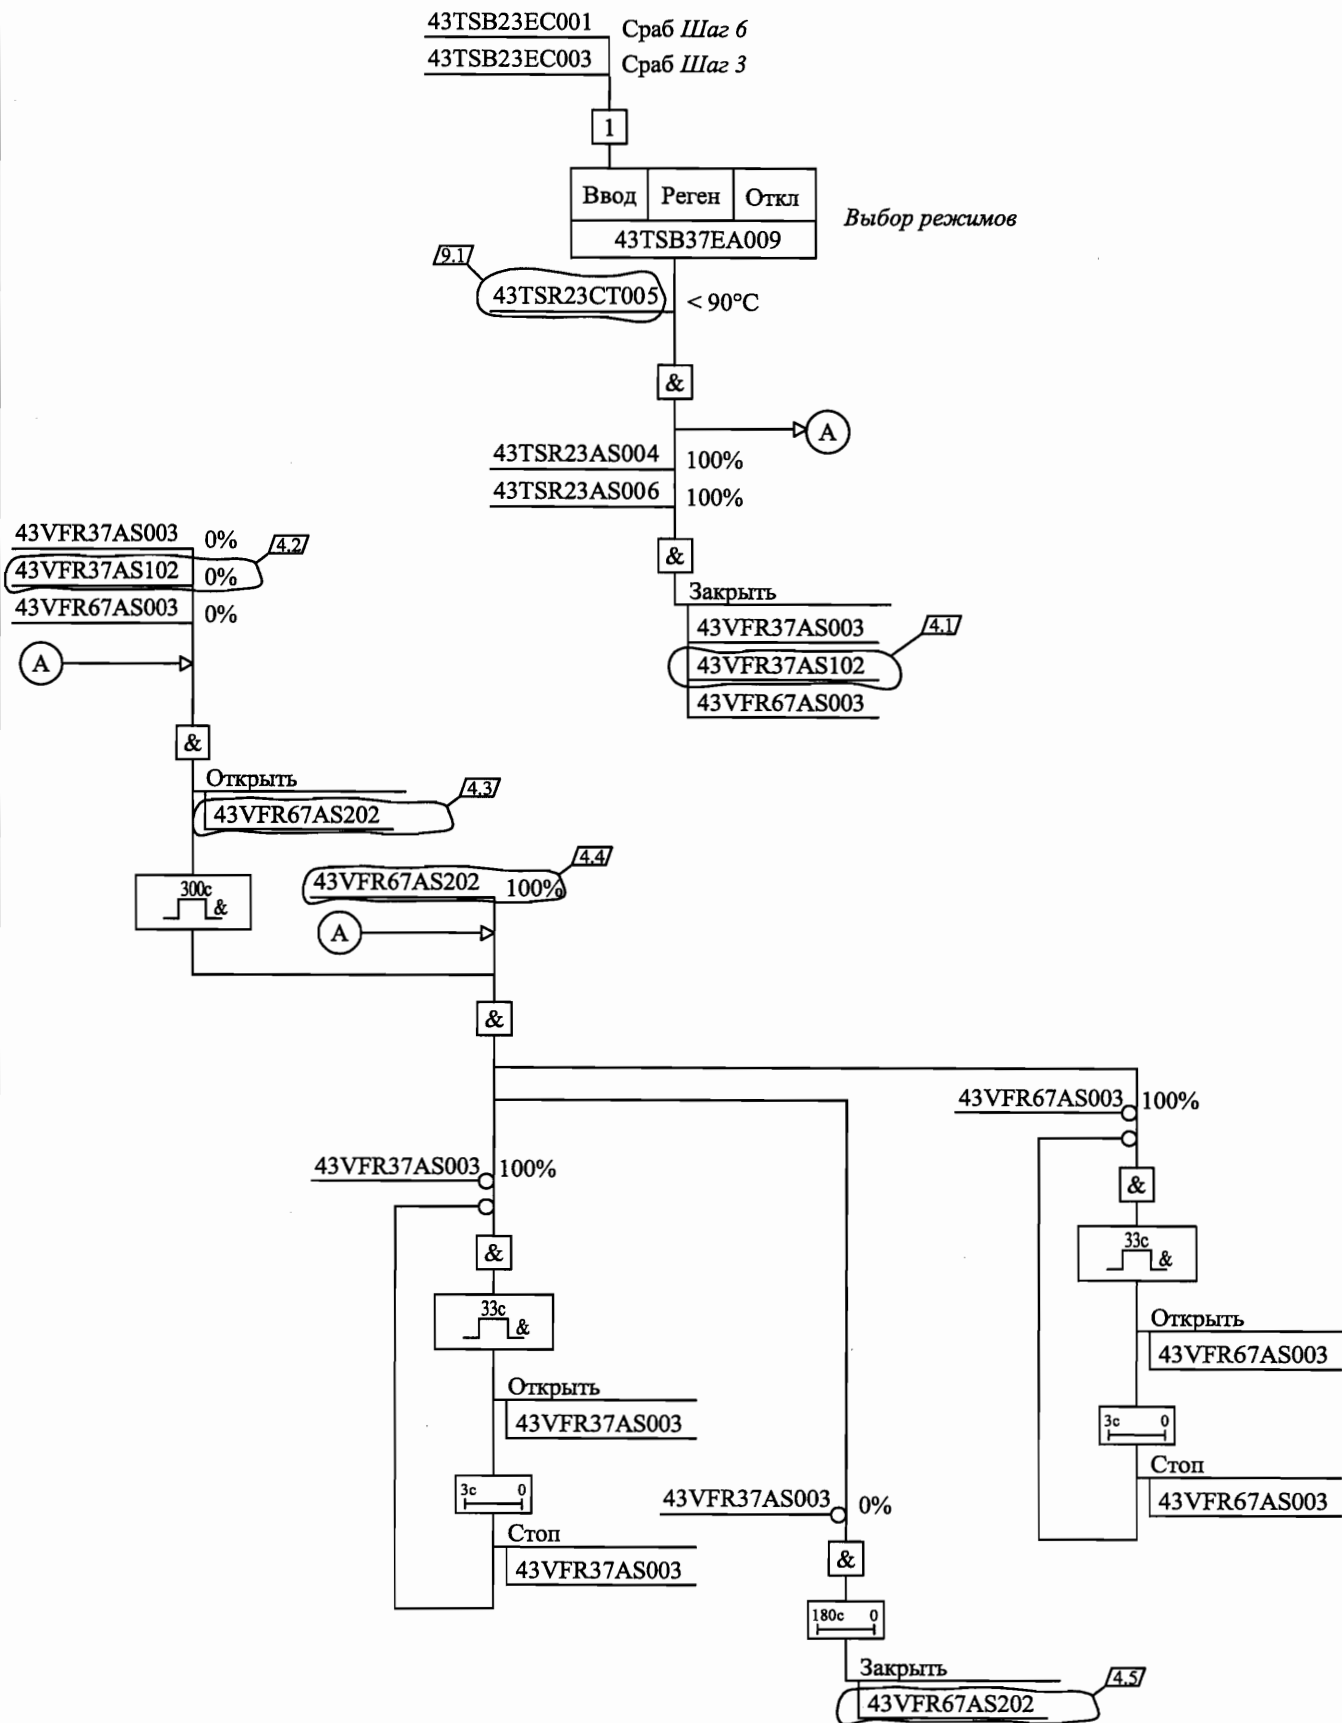 43TSB23EC001 Сраб Шаг 6
43TSB23EC003 Сраб Шаг 3
1
Ввод Реген Откл
43TSB37EA009
Выбор режимов
9.1
43TSR23CT005 < 90°C
&
A
43TSR23AS004 100%
43TSR23AS006 100%
&
Закрыть
43VFR37AS003
4.1
43VFR37AS102
43VFR67AS003
43VFR37AS003 0%
4.2
43VFR37AS102 0%
43VFR67AS003 0%
A
&
Открыть
4.3
43VFR67AS202
300с
&
4.4
43VFR67AS202 100%
A
&
43VFR37AS003 100%
&
33с
&
Открыть
43VFR37AS003
3с 0
Стоп
43VFR37AS003
43VFR37AS003 0%
&
180с 0
Закрыть
4.5
43VFR67AS202
43VFR67AS003 100%
&
33с
&
Открыть
43VFR67AS003
3с 0
Стоп
43VFR67AS003